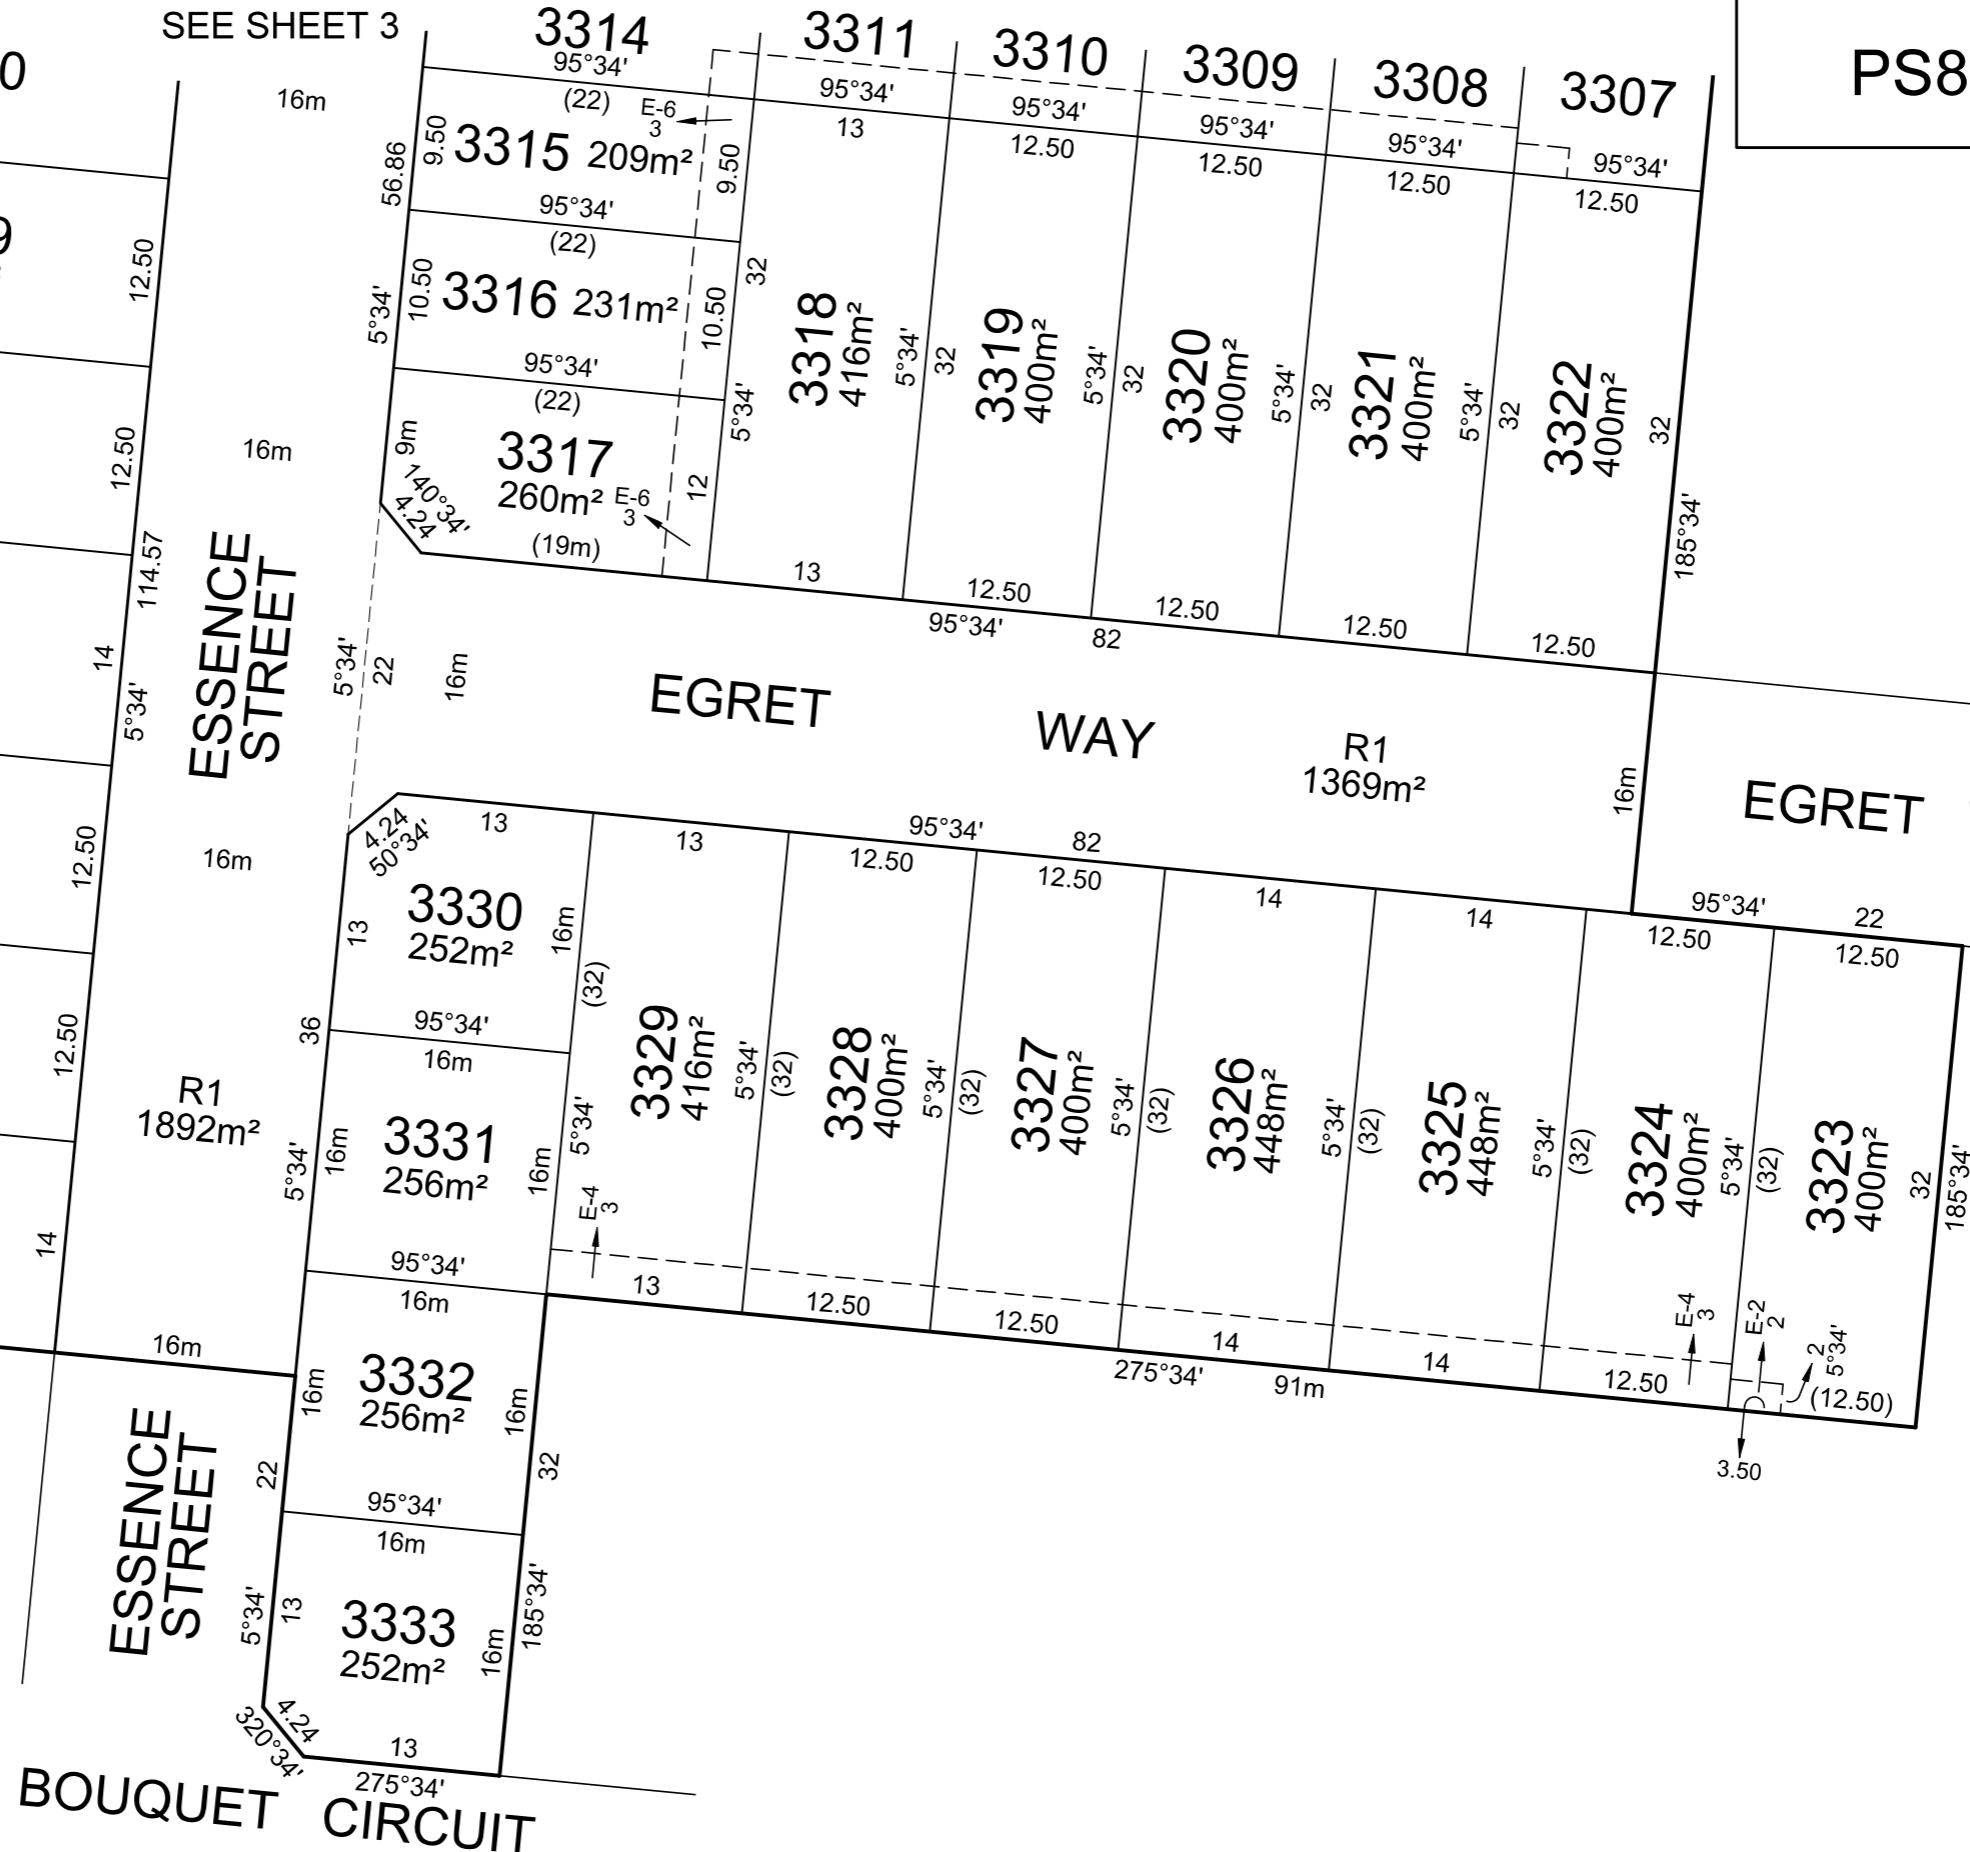 SEE SHEET 3
3314
3311
3310
3309
3308
3307
PS8
0
9
16m
95°34'
(22)
E-6
3
95°34'
13
95°34'
12.50
95°34'
12.50
95°34'
12.50
95°34'
12.50
56.86
9.50
3315 209m²
9.50
95°34'
(22)
12.50
5°34'
10.50
3316 231m²
10.50
32
5°34'
3318
416m²
5°34'
32
3319
400m²
5°34'
32
3320
400m²
5°34'
32
3321
400m²
5°34'
32
3322
400m²
32
185°34'
95°34'
(22)
12.50
16m
9m
140°34'
4.24
3317
260m²
E-6
3
12
(19m)
13
12.50
12.50
12.50
12.50
95°34'
82
114.57
14
5°34'
ESSENCE
STREET
5°34'
22
16m
EGRET WAY
R1
1369m²
16m
EGRET
12.50
16m
4.24
50°34'
13
13
95°34'
82
12.50
12.50
14
14
95°34'
22
12.50
12.50
13
3330
252m²
16m
(32)
95°34'
16m
36
12.50
R1
1892m²
5°34'
16m
3331
256m²
16m
5°34'
3329
416m²
5°34'
(32)
3328
400m²
5°34'
(32)
3327
400m²
5°34'
(32)
3326
448m²
5°34'
(32)
3325
448m²
5°34'
(32)
3324
400m²
5°34'
(32)
3323
400m²
32
185°34'
14
E-4
3
E-4
3
E-2
2
2
5°34'
95°34'
16m
13
12.50
12.50
14
14
12.50
(12.50)
275°34'
91m
3.50
16m
16m
3332
256m²
16m
32
22
95°34'
16m
ESSENCE
STREET
5°34'
13
3333
252m²
16m
185°34'
4.24
320°34'
13
275°34'
BOUQUET CIRCUIT